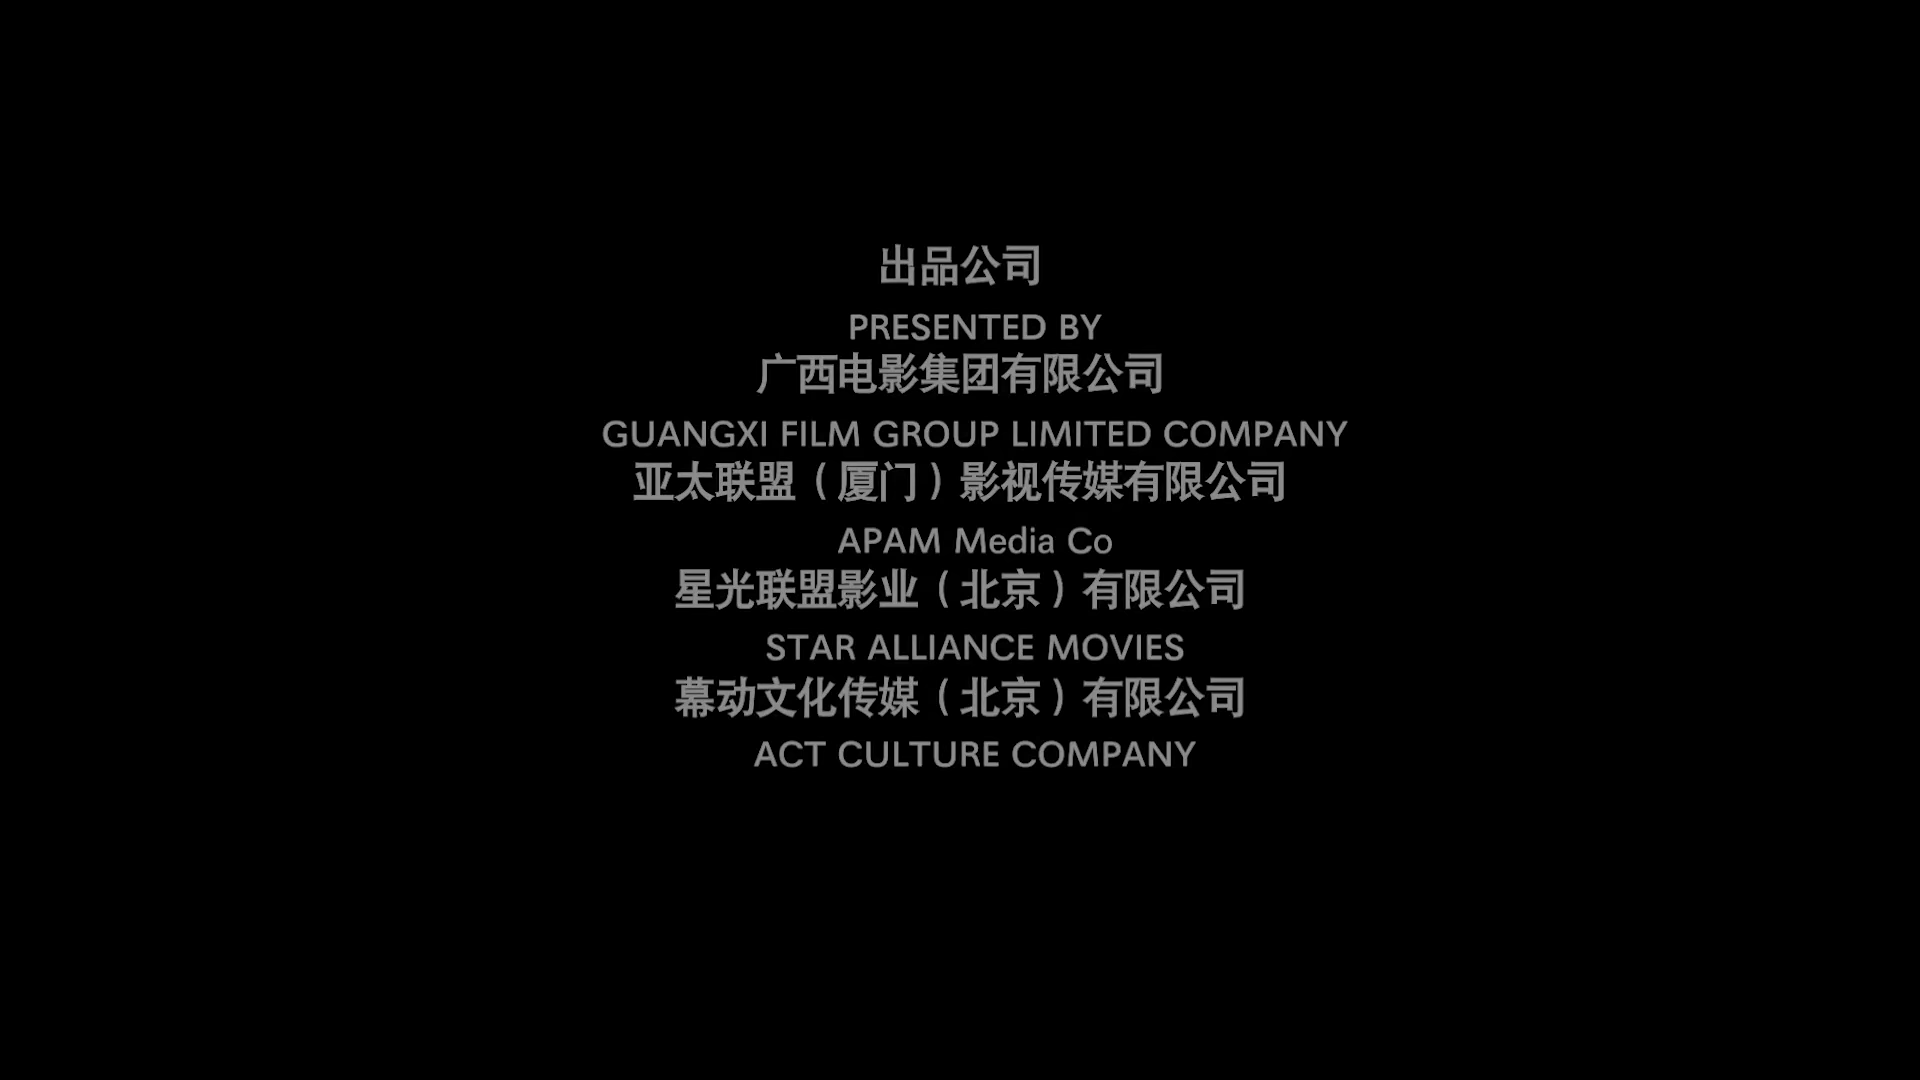 出品公司
PRESENTED BY
广西电影集团有限公司
GUANGXI FILM GROUP LIMITED COMPANY
亚太联盟（厦门）影视传媒有限公司
APAM Media Co
星光联盟影业（北京）有限公司
STAR ALLIANCE MOVIES
幕动文化传媒（北京）有限公司
ACT CULTURE COMPANY